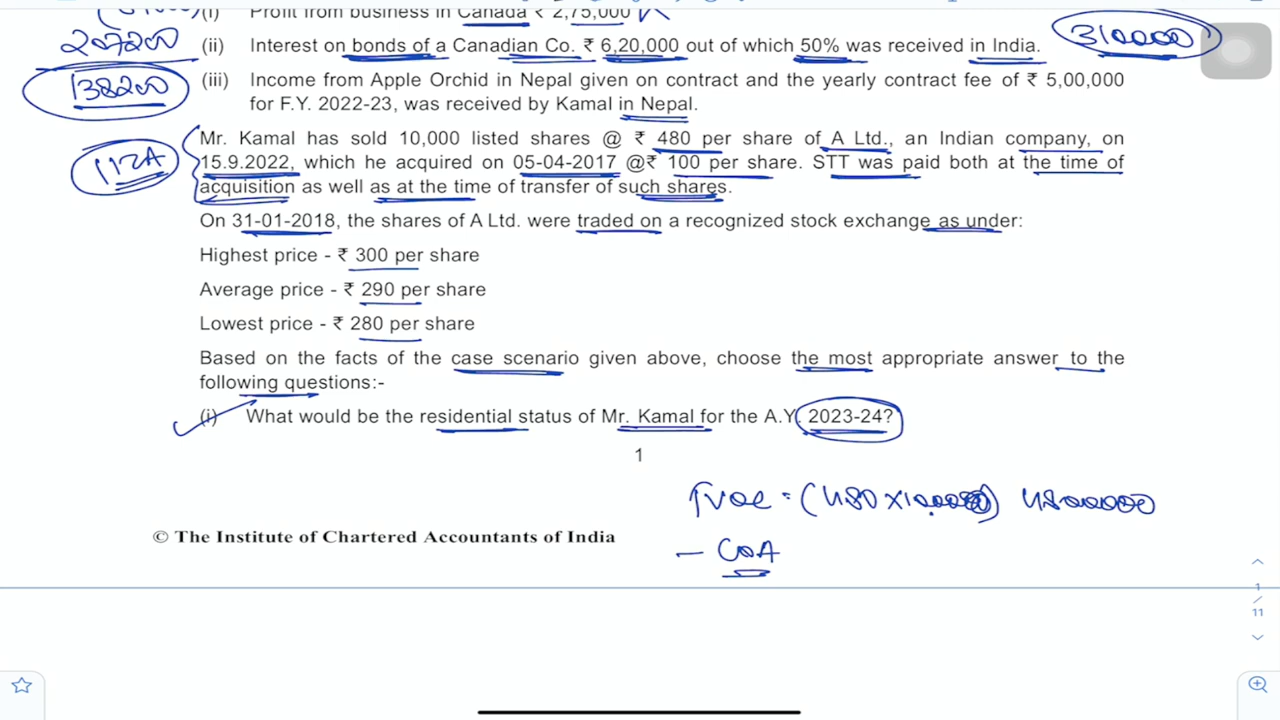 (i) Profit from business in Canada ₹ 2,75,000
207200
(ii) Interest on bonds of a Canadian Co. ₹ 6,20,000 out of which 50% was received in India. 310000
138200
(iii) Income from Apple Orchid in Nepal given on contract and the yearly contract fee of ₹ 5,00,000
for F.Y. 2022-23, was received by Kamal in Nepal.
Mr. Kamal has sold 10,000 listed shares @ ₹ 480 per share of A Ltd., an Indian company, on
112A 15.9.2022, which he acquired on 05-04-2017 @₹ 100 per share. STT was paid both at the time of
acquisition as well as at the time of transfer of such shares.
On 31-01-2018, the shares of A Ltd. were traded on a recognized stock exchange as under:
Highest price - ₹ 300 per share
Average price - ₹ 290 per share
Lowest price - ₹ 280 per share
Based on the facts of the case scenario given above, choose the most appropriate answer to the
following questions:-
(i) What would be the residential status of Mr. Kamal for the A.Y. 2023-24?
1
FVOC = (480 × 10,000) 4800000
© The Institute of Chartered Accountants of India
- COA
1
/
11